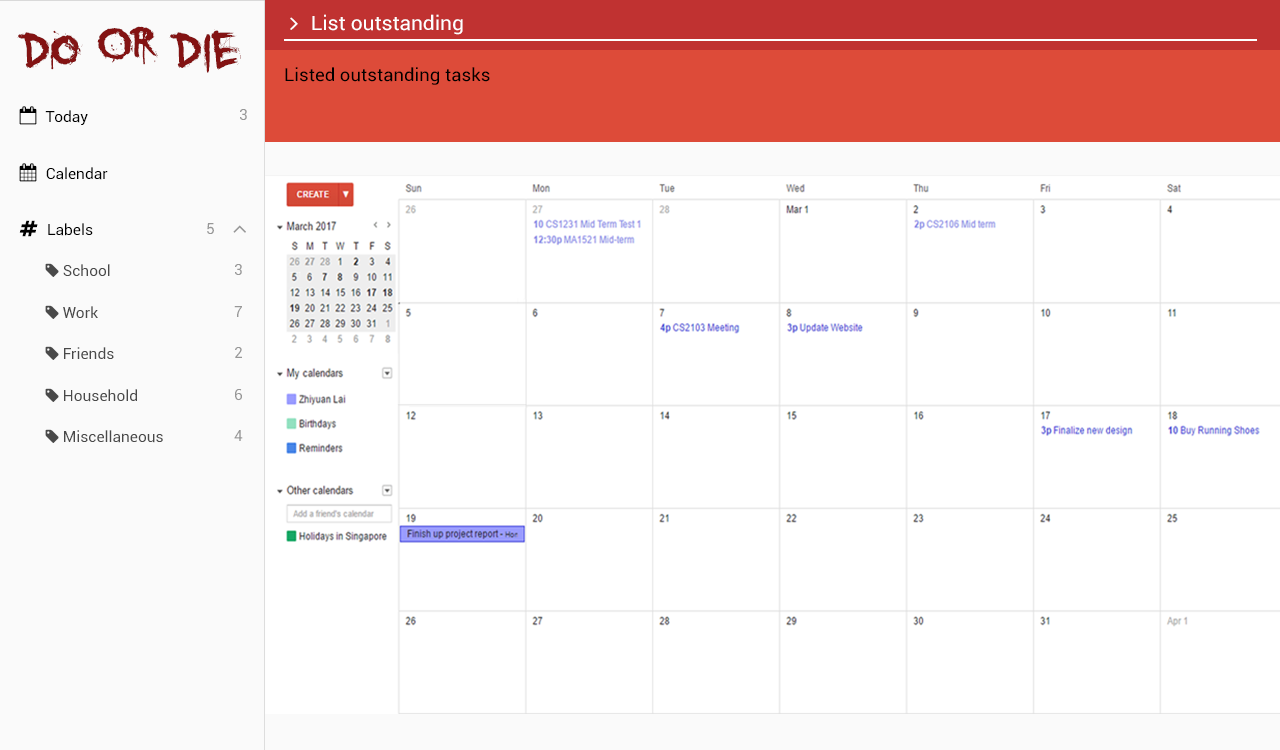 DO OR DIE
Today 3
Calendar
# Labels 5
School 3
Work 7
Friends 2
Household 6
Miscellaneous 4
> List outstanding
Listed outstanding tasks
CREATE
March 2017 < >
S M T W T F S
26 27 28 1 2 3 4
5 6 7 8 9 10 11
12 13 14 15 16 17 18
19 20 21 22 23 24 25
26 27 28 29 30 31 1
2 3 4 5 6 7 8
My calendars
Zhiyuan Lai
Birthdays
Reminders
Other calendars
Add a friend's calendar
Holidays in Singapore
Sun Mon Tue Wed Thu Fri Sat
26 27 28 Mar 1 2 3 4
10 CS1231 Mid Term Test 1 2p CS2106 Mid term
12:30p MA1521 Mid-term
5 6 7 8 9 10 11
4p CS2103 Meeting 3p Update Website
12 13 14 15 16 17 18
3p Finalize new design 10 Buy Running Shoes
19 20 21 22 23 24 25
Finish up project report - Hor
26 27 28 29 30 31 Apr 1